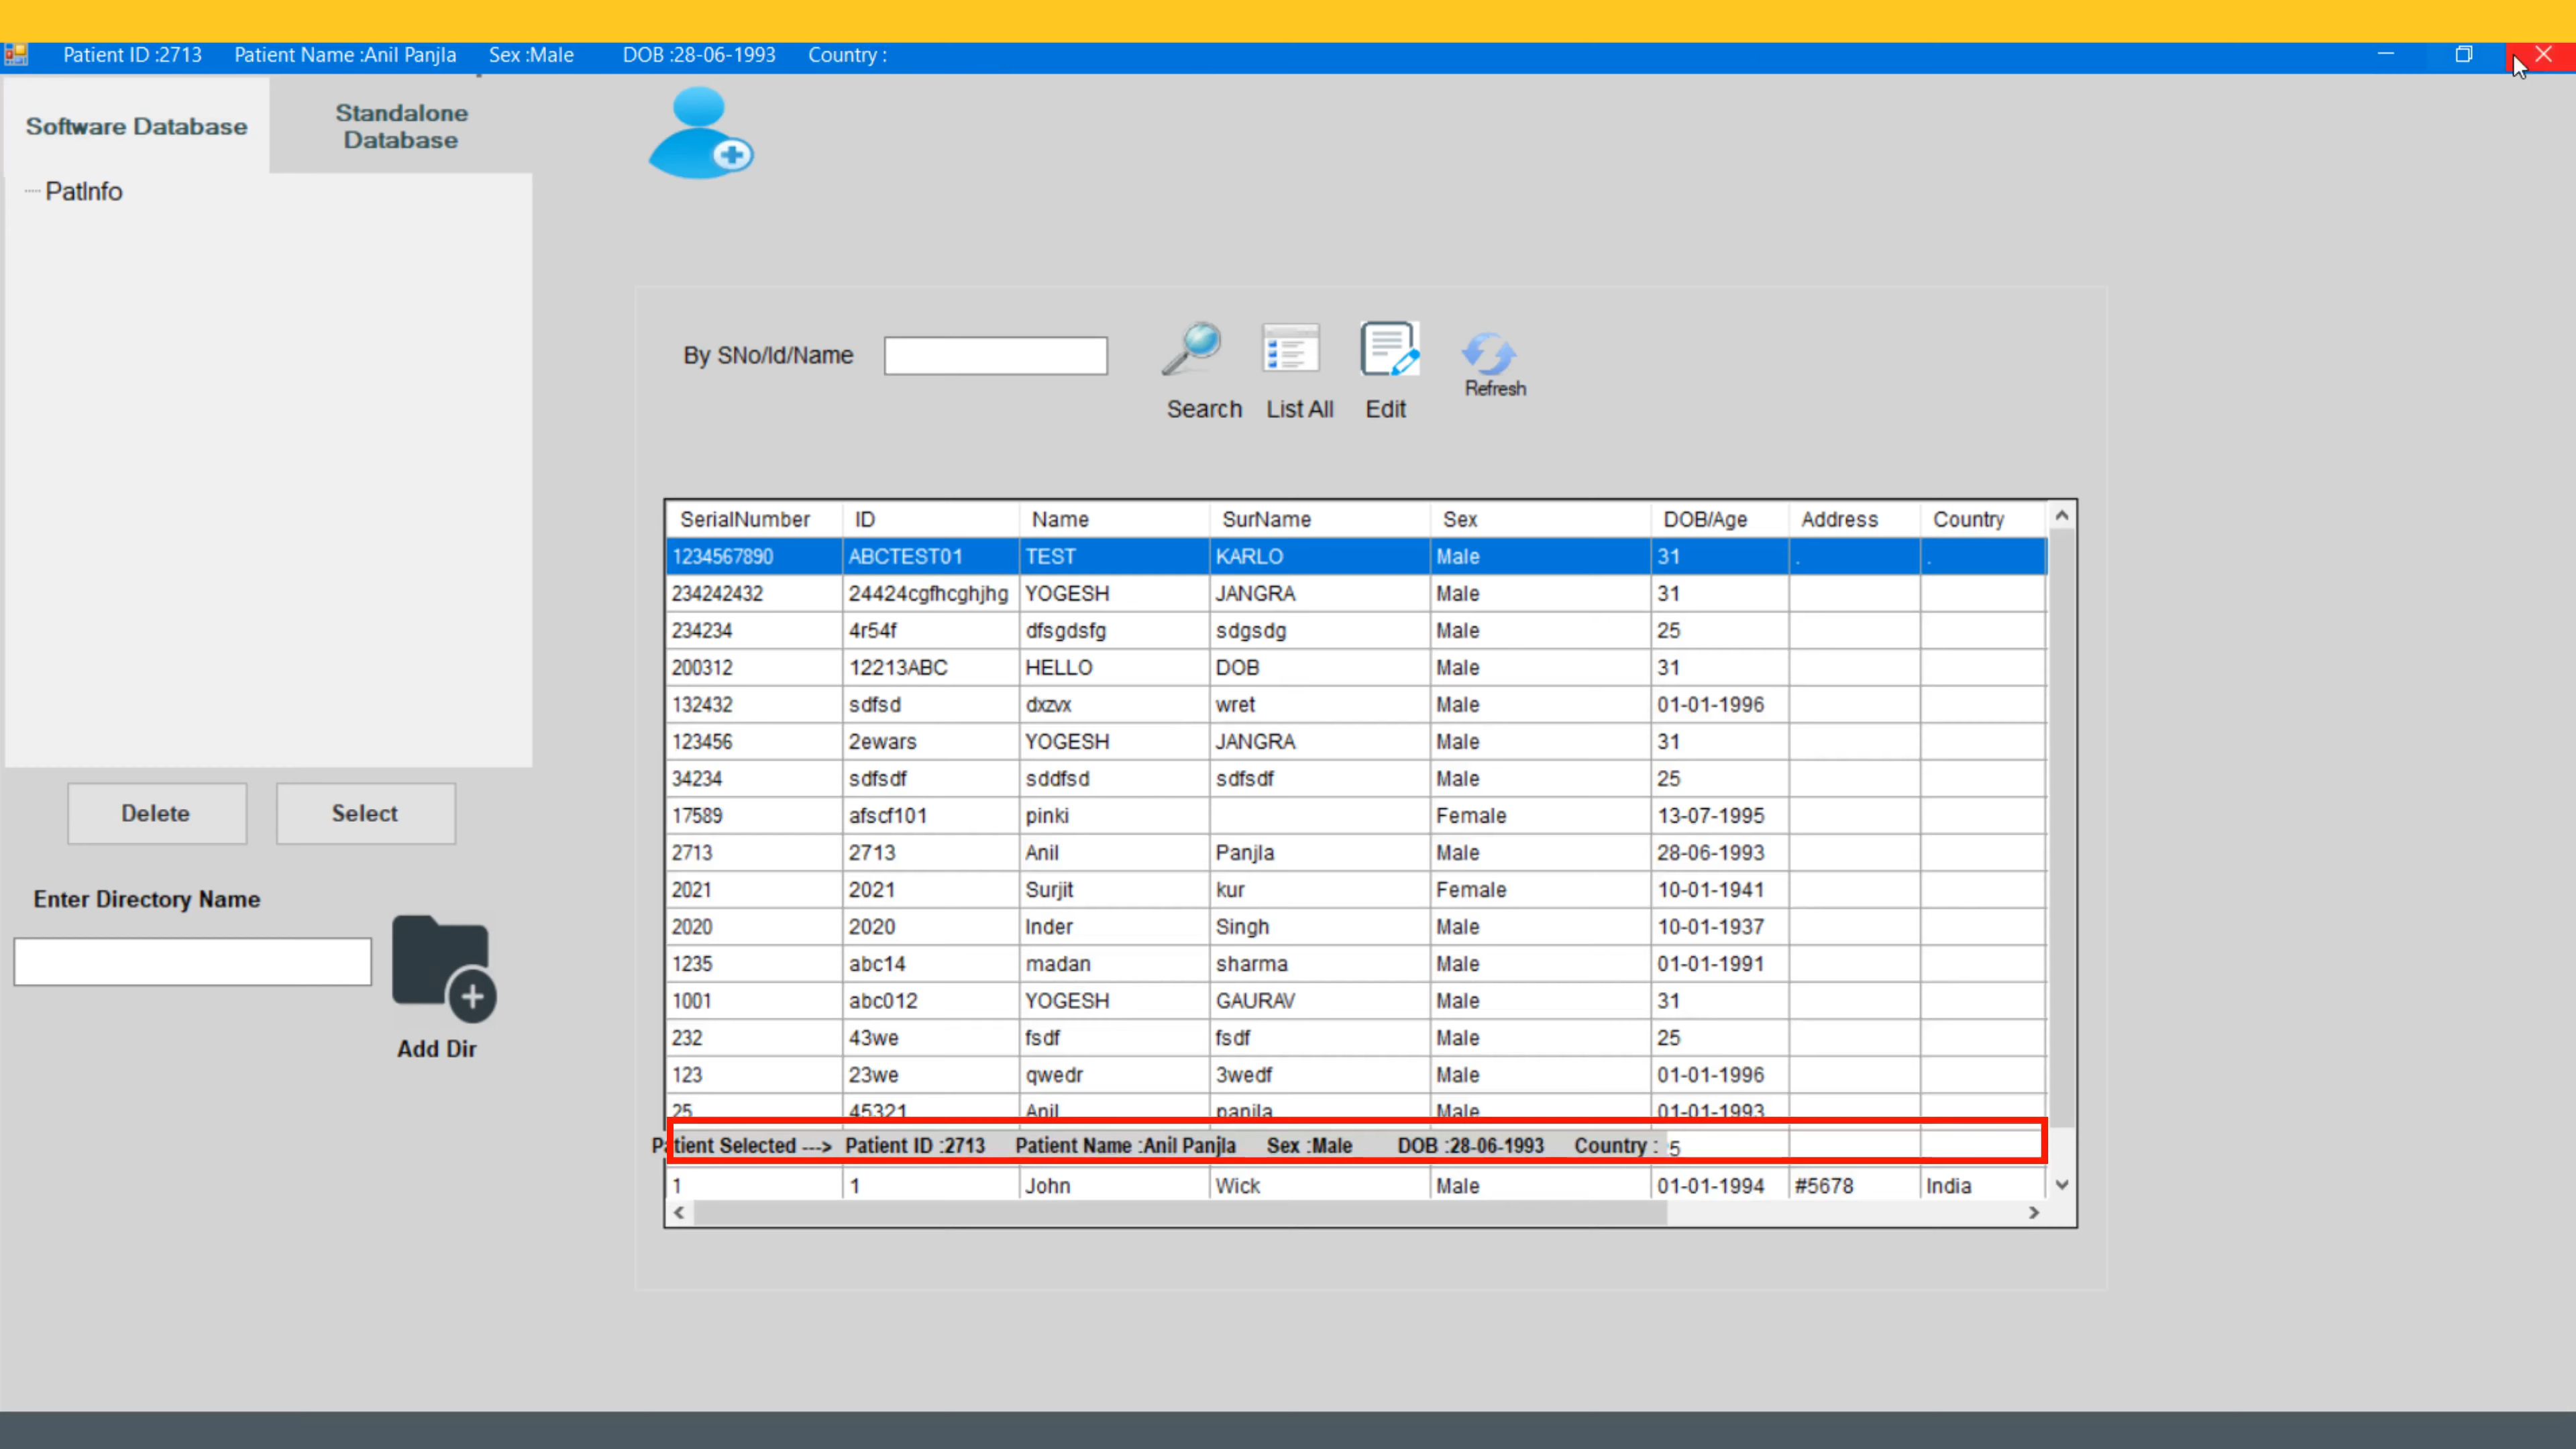 Patient ID :2713 Patient Name :Anil Panjla Sex :Male DOB :28-06-1993 Country :
Software Database
Standalone
Database
PatInfo
By SNo/Id/Name
Search List All Edit Refresh
SerialNumber ID Name SurName Sex DOB/Age Address Country
1234567890 ABCTEST01 TEST KARLO Male 31 . .
234242432 24424cgfhcghjhg YOGESH JANGRA Male 31
234234 4r54f dfsgdsfg sdgsdg Male 25
200312 12213ABC HELLO DOB Male 31
132432 sdfsd dxzvx wret Male 01-01-1996
123456 2ewars YOGESH JANGRA Male 31
34234 sdfsdf sddfsd sdfsdf Male 25
17589 afscf101 pinki Female 13-07-1995
2713 2713 Anil Panjla Male 28-06-1993
2021 2021 Surjit kur Female 10-01-1941
2020 2020 Inder Singh Male 10-01-1937
1235 abc14 madan sharma Male 01-01-1991
1001 abc012 YOGESH GAURAV Male 31
232 43we fsdf fsdf Male 25
123 23we qwedr 3wedf Male 01-01-1996
25 45321 Anil panjla Male 01-01-1993
Patient Selected ---> Patient ID :2713 Patient Name :Anil Panjla Sex :Male DOB :28-06-1993 Country : 5
1 1 John Wick Male 01-01-1994 #5678 India
Delete
Select
Enter Directory Name
Add Dir